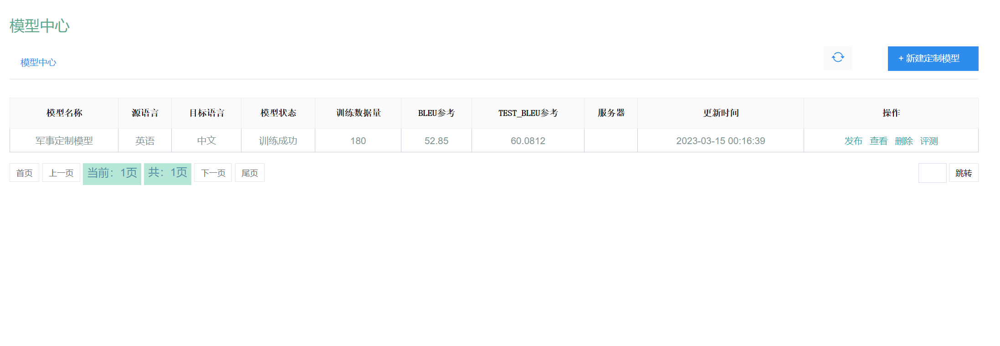 模型中心
模型中心 + 新建定制模型
模型名称 源语言 目标语言 模型状态 训练数据量 BLEU参考 TEST_BLEU参考 服务器 更新时间 操作
军事定制模型 英语 中文 训练成功 180 52.85 60.0812 2023-03-15 00:16:39 发布 查看 删除 评测
首页 上一页 当前：1页 共：1页 下一页 尾页 跳转